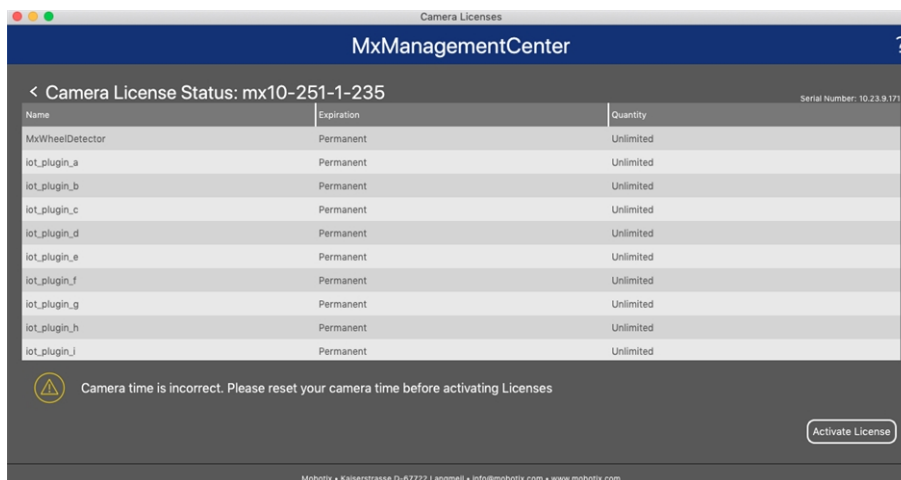 Camera Licenses
MxManagementCenter
?
< Camera License Status: mx10-251-1-235
Serial Number: 10.23.9.171
Name Expiration Quantity
MxWheelDetector Permanent Unlimited
iot_plugin_a Permanent Unlimited
iot_plugin_b Permanent Unlimited
iot_plugin_c Permanent Unlimited
iot_plugin_d Permanent Unlimited
iot_plugin_e Permanent Unlimited
iot_plugin_f Permanent Unlimited
iot_plugin_g Permanent Unlimited
iot_plugin_h Permanent Unlimited
iot_plugin_i Permanent Unlimited
Camera time is incorrect. Please reset your camera time before activating Licenses
Activate License
Mobotix • Kaiserstrasse D-67722 Langmeil • info@mobotix.com • www.mobotix.com